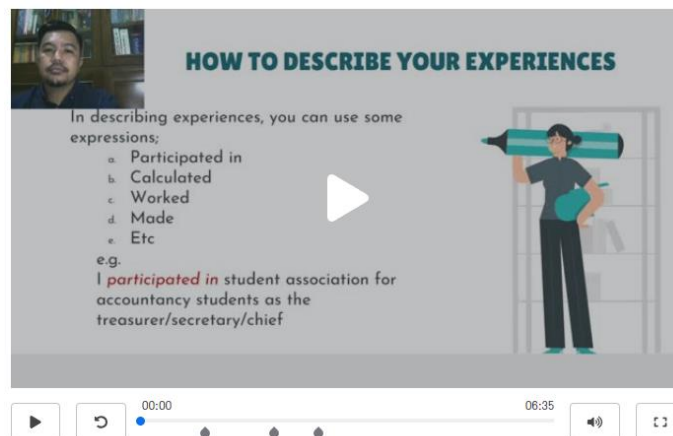 HOW TO DESCRIBE YOUR EXPERIENCES
In describing experiences, you can use some
expressions;
a. Participated in
b. Calculated
c. Worked
d. Made
e. Etc
e.g.
I participated in student association for
accountancy students as the
treasurer/secretary/chief
00:00
06:35